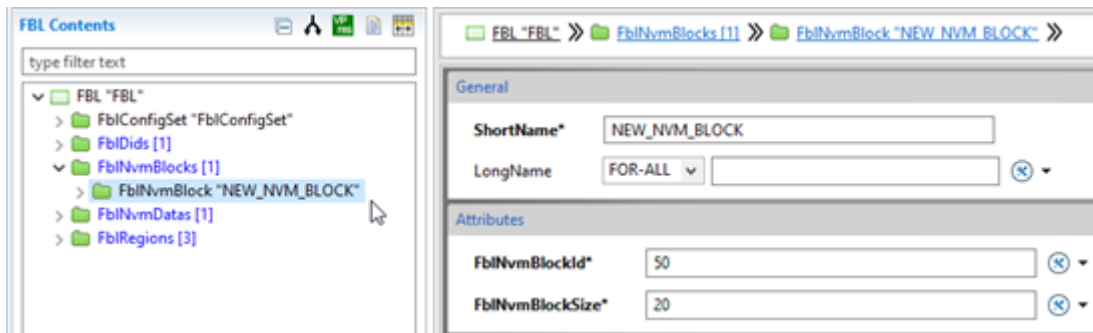 FBL Contents
type filter text
FBL "FBL"
FblConfigSet "FblConfigSet"
FblDids [1]
FblNvmBlocks [1]
FblNvmBlock "NEW_NVM_BLOCK"
FblNvmDatas [1]
FblRegions [3]
FBL "FBL" » FblNvmBlocks [1] » FblNvmBlock "NEW_NVM_BLOCK" »
General
ShortName* NEW_NVM_BLOCK
LongName FOR-ALL
Attributes
FblNvmBlockId* 50
FblNvmBlockSize* 20